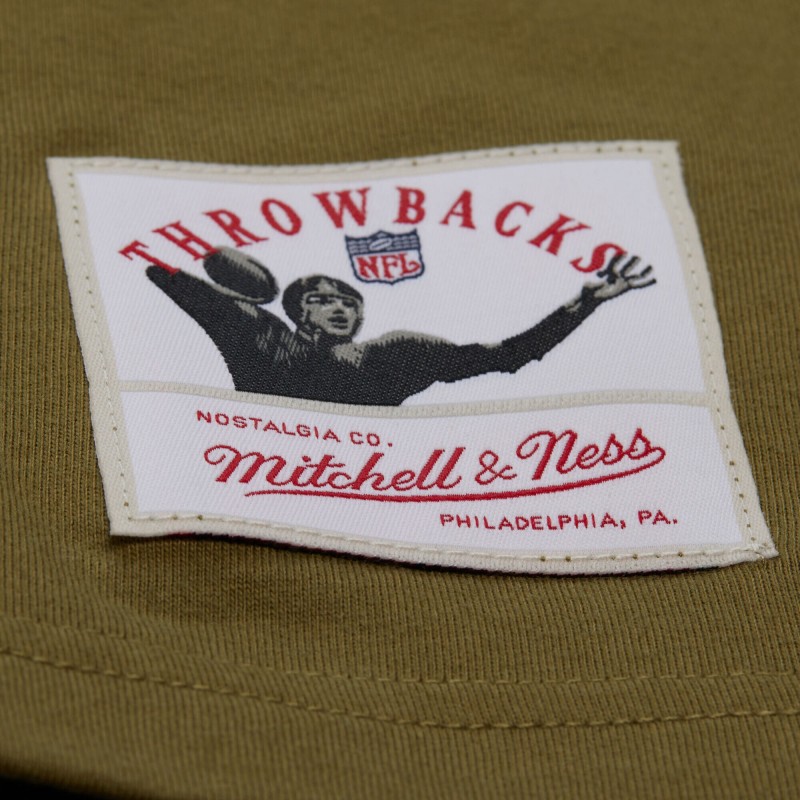 THROWBACKS
NFL
NOSTALGIA CO.
Mitchell & Ness
PHILADELPHIA, PA.